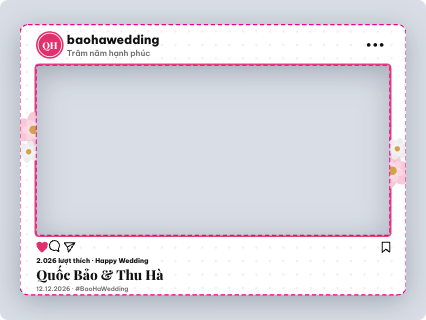 QH
baohawedding
Trăm năm hạnh phúc
2.026 lượt thích · Happy Wedding
Quốc Bảo & Thu Hà
12.12.2026 · #BaoHaWedding